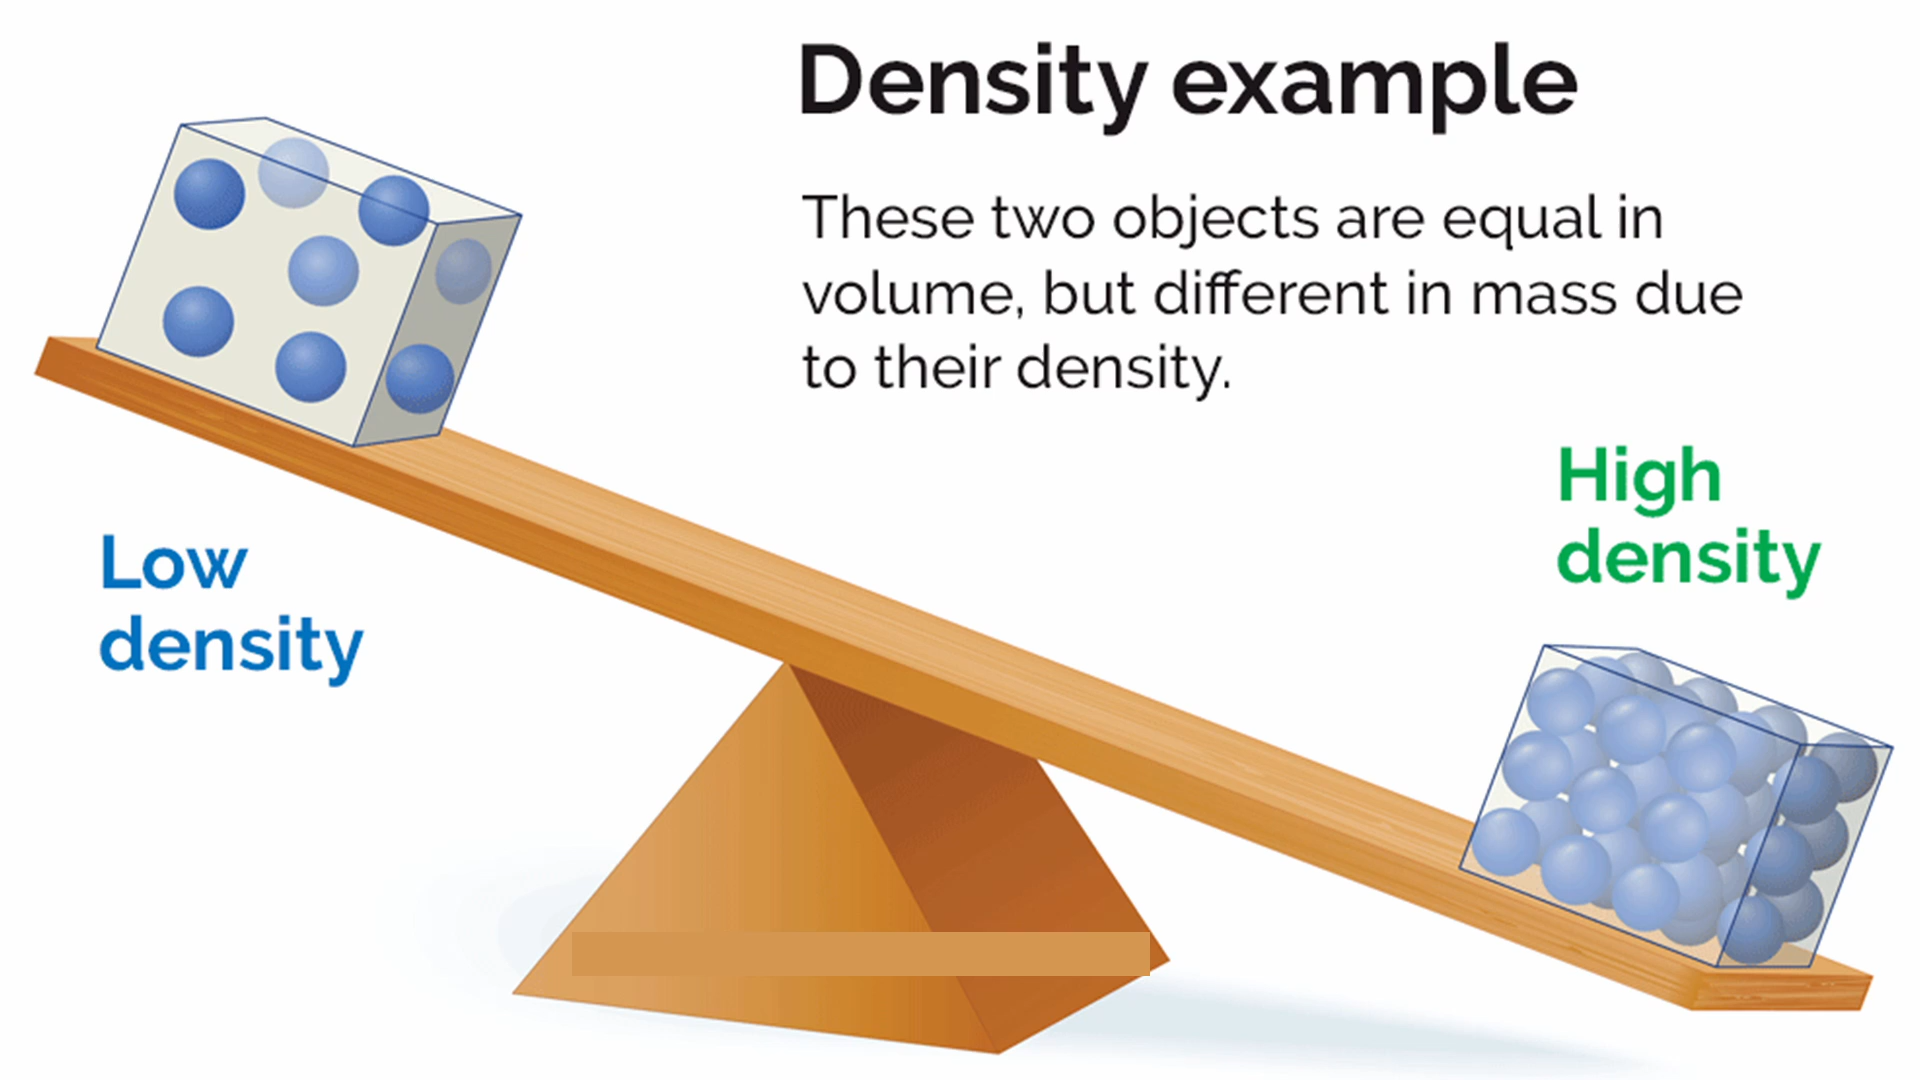 Density example
These two objects are equal in
volume, but different in mass due
to their density.
High
density
Low
density